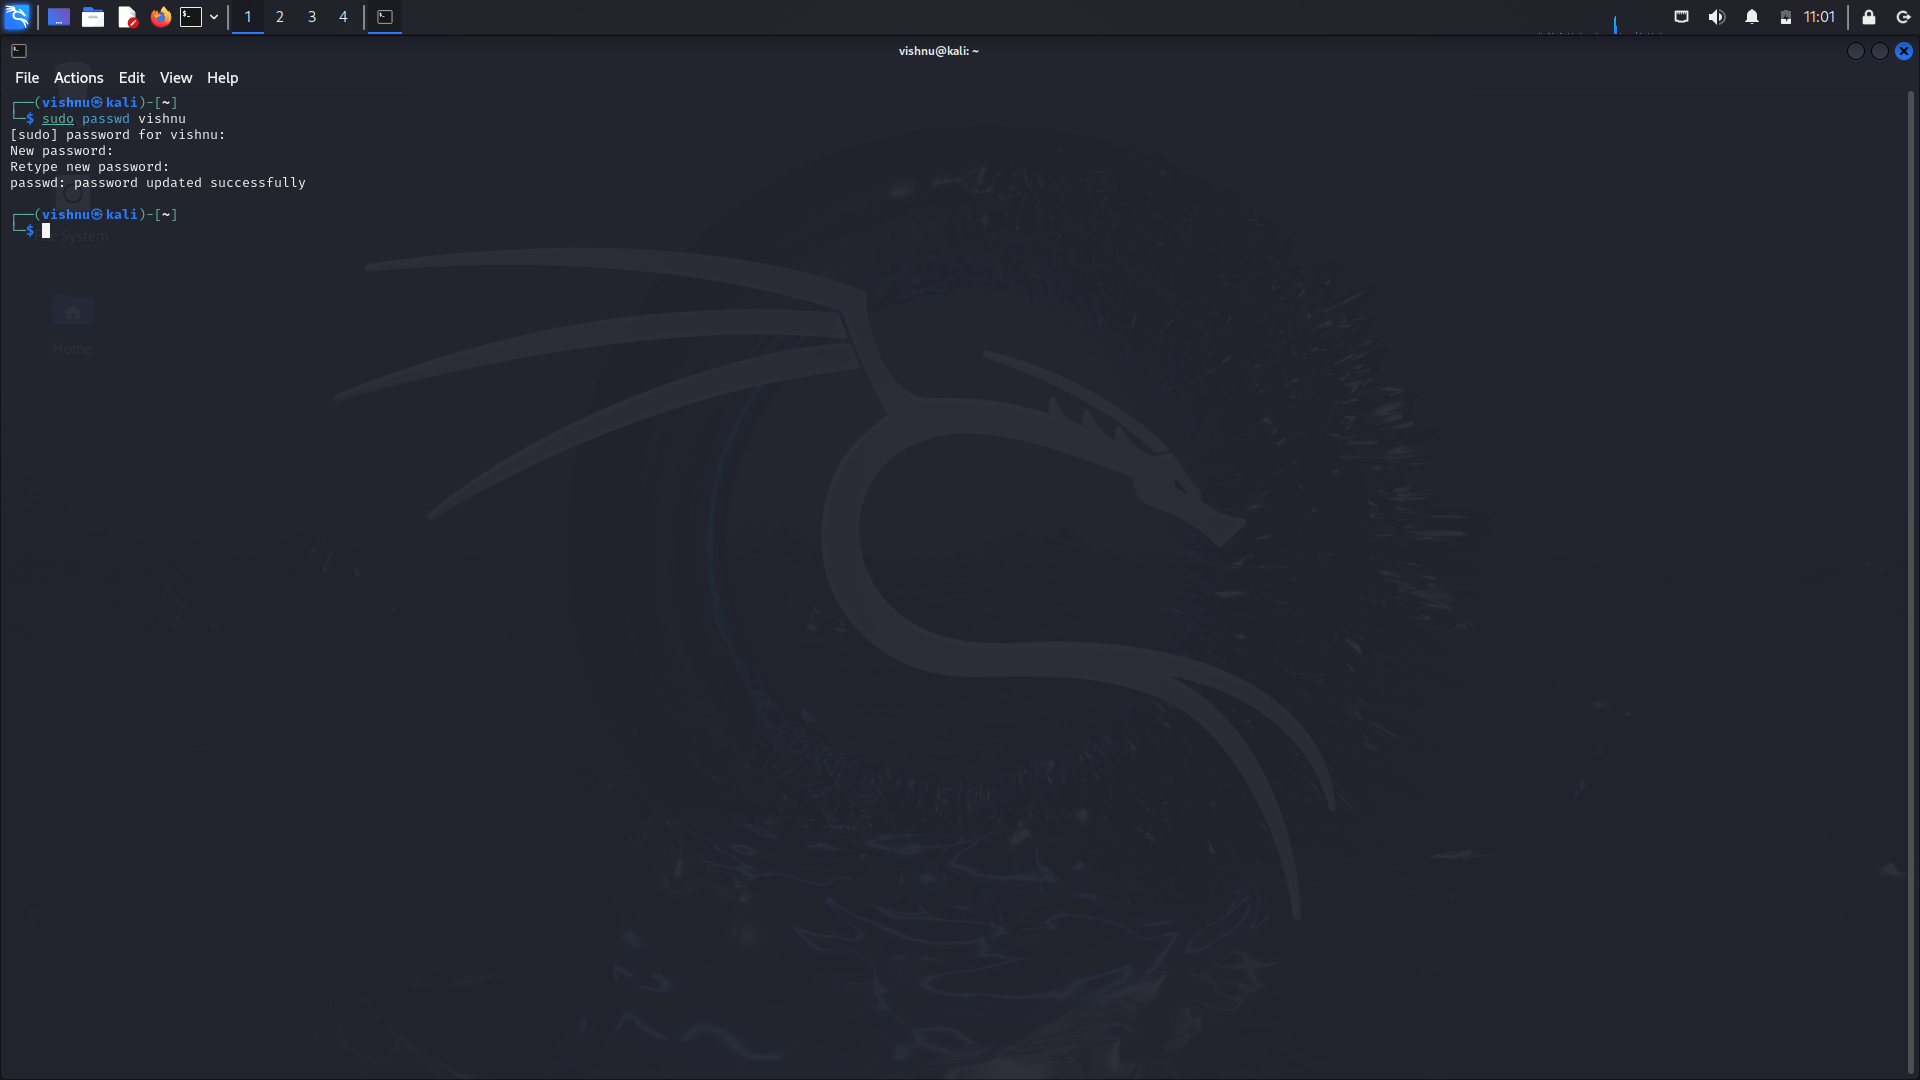 1 2 3 4 11:01
vishnu@kali: ~
File Actions Edit View Help
┌──(vishnu㉿kali)-[~]
└─$ sudo passwd vishnu
[sudo] password for vishnu:
New password:
Retype new password:
passwd: password updated successfully
┌──(vishnu㉿kali)-[~]
└─$
System
Home